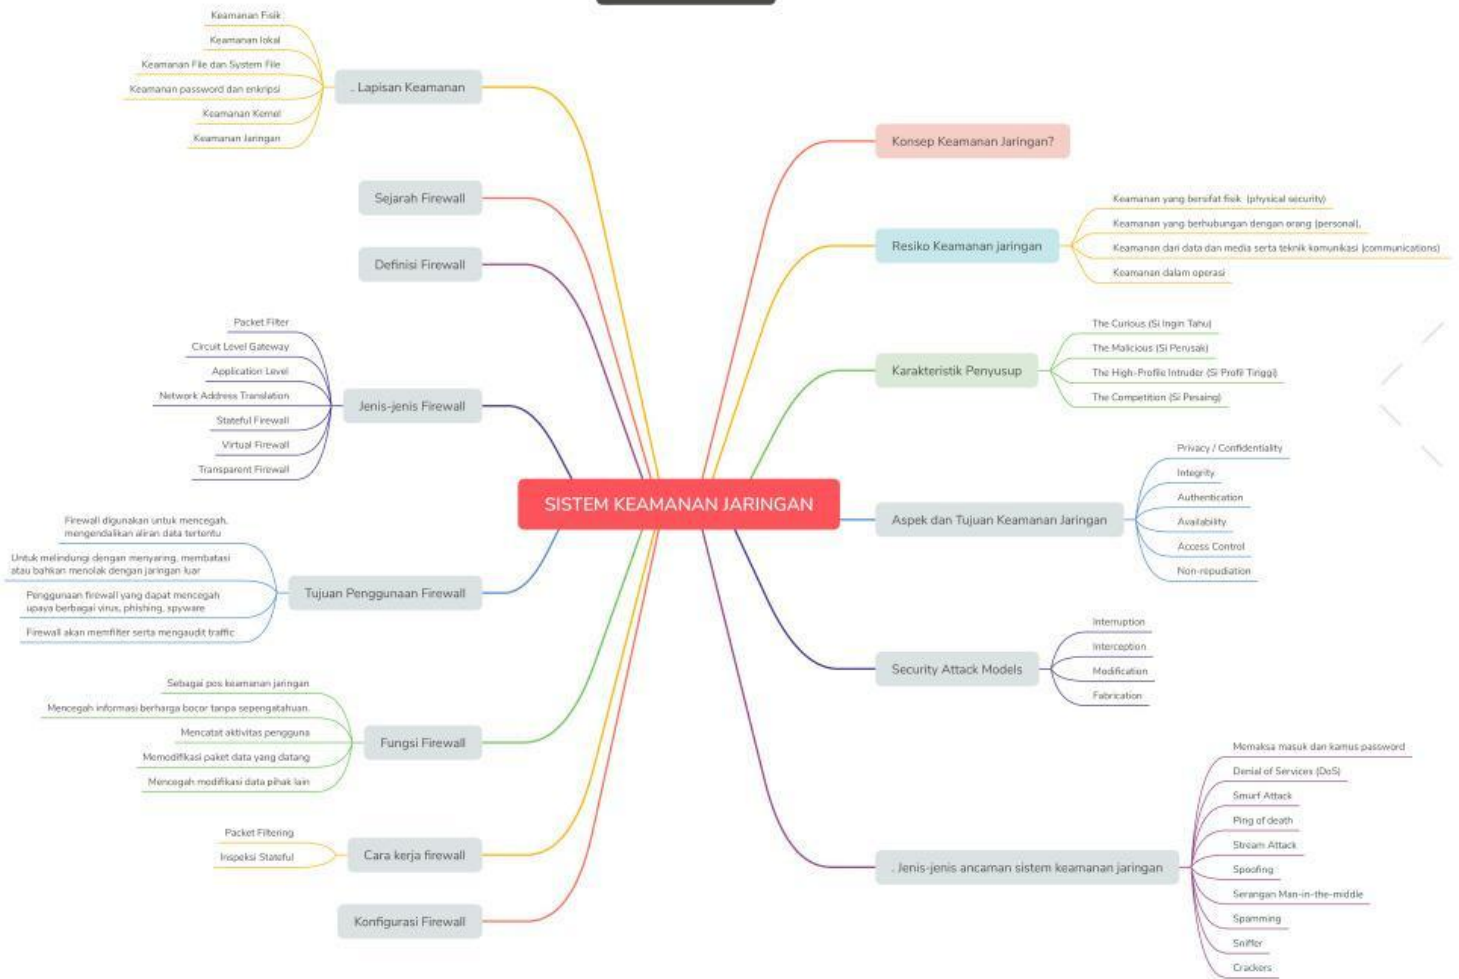 SISTEM KEAMANAN JARINGAN
. Lapisan Keamanan
Keamanan Fisik
Keamanan lokal
Keamanan File dan System File
Keamanan password dan enkripsi
Keamanan Kernel
Keamanan Jaringan
Sejarah Firewall
Definisi Firewall
Jenis-jenis Firewall
Packet Filter
Circuit Level Gateway
Application Level
Network Address Translation
Stateful Firewall
Virtual Firewall
Transparent Firewall
Tujuan Penggunaan Firewall
Firewall digunakan untuk mencegah,
mengendalikan aliran data tertentu
Untuk melindungi dengan menyaring, membatasi
atau bahkan menolak dengan jaringan luar
Penggunaan firewall yang dapat mencegah
upaya berbagai virus, phishing, spyware
Firewall akan memfilter serta mengaudit traffic
Fungsi Firewall
Sebagai pos keamanan jaringan
Mencegah informasi berharga bocor tanpa sepengatahuan.
Mencatat aktivitas pengguna
Memodifikasi paket data yang datang
Mencegah modifikasi data pihak lain
Cara kerja firewall
Packet Filtering
Inspeksi Stateful
Konfigurasi Firewall
Konsep Keamanan Jaringan?
Resiko Keamanan jaringan
Keamanan yang bersifat fisik (physical security)
Keamanan yang berhubungan dengan orang (personal),
Keamanan dari data dan media serta teknik komunikasi (communications)
Keamanan dalam operasi
Karakteristik Penyusup
The Curious (Si Ingin Tahu)
The Malicious (Si Perusak)
The High-Profile Intruder (Si Profil Tinggi)
The Competition (Si Pesaing)
Aspek dan Tujuan Keamanan Jaringan
Privacy / Confidentiality
Integrity
Authentication
Availability
Access Control
Non-repudiation
Security Attack Models
Interruption
Interception
Modification
Fabrication
. Jenis-jenis ancaman sistem keamanan jaringan
Memaksa masuk dan kamus password
Denial of Services (DoS)
Smurf Attack
Ping of death
Stream Attack
Spoofing
Serangan Man-in-the-middle
Spamming
Sniffer
Crackers